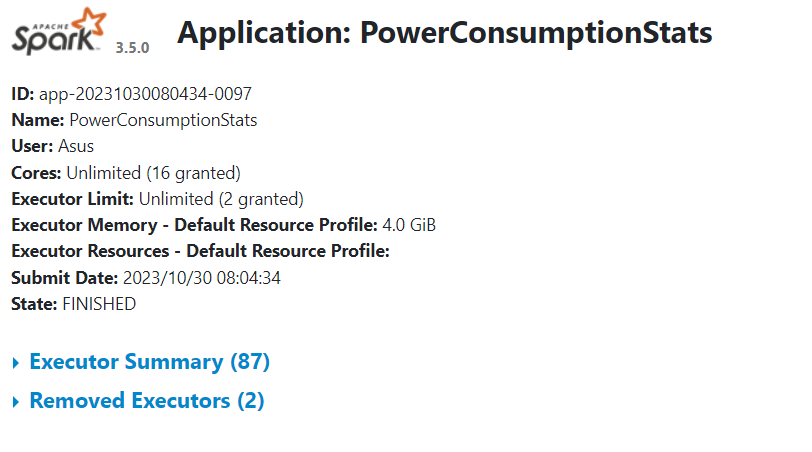 APACHE
Spark 3.5.0 Application: PowerConsumptionStats
ID: app-20231030080434-0097
Name: PowerConsumptionStats
User: Asus
Cores: Unlimited (16 granted)
Executor Limit: Unlimited (2 granted)
Executor Memory - Default Resource Profile: 4.0 GiB
Executor Resources - Default Resource Profile:
Submit Date: 2023/10/30 08:04:34
State: FINISHED
Executor Summary (87)
Removed Executors (2)